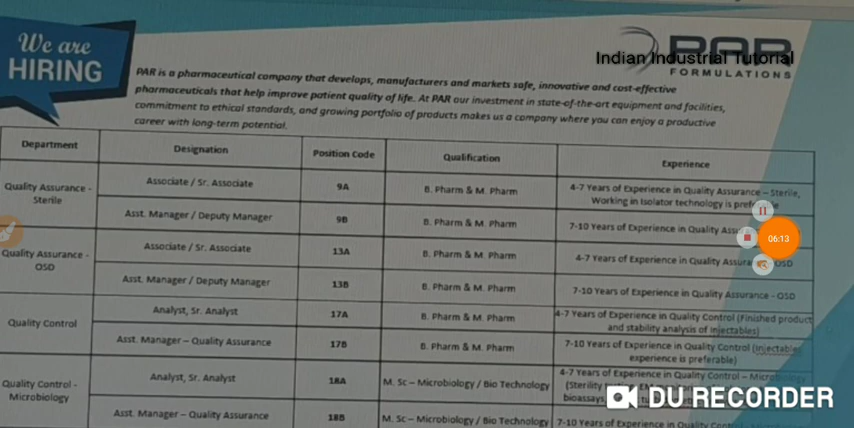 We are
HIRING
Indian Industrial Tutorial
PAR
FORMULATIONS
PAR is a pharmaceutical company that develops, manufacturers and markets safe, innovative and cost-effective
pharmaceuticals that help improve patient quality of life. At PAR our investment in state-of-the-art equipment and facilities,
commitment to ethical standards, and growing portfolio of products makes us a company where you can enjoy a productive
career with long-term potential.
Department Designation Position Code Qualification Experience
Quality Assurance -
Sterile
Associate / Sr. Associate 9A B. Pharm & M. Pharm 4-7 Years of Experience in Quality Assurance – Sterile,
Working in Isolator technology is
Asst. Manager / Deputy Manager 9B B. Pharm & M. Pharm 7-10 Years of Experience in Quality
Quality Assurance -
OSD
Associate / Sr. Associate 13A B. Pharm & M. Pharm 4-7 Years of Experience in Quality OSD
Asst. Manager / Deputy Manager 13B B. Pharm & M. Pharm 7-10 Years of Experience in Quality Assurance - OSD
Quality Control
Analyst, Sr. Analyst 17A B. Pharm & M. Pharm 4-7 Years of Experience in Quality Control (Finished product
and stability analysis of injectables)
Asst. Manager – Quality Assurance 17B B. Pharm & M. Pharm 7-10 Years of Experience in Quality Control (Injectables
experience is preferable)
Quality Control -
Microbiology
Analyst, Sr. Analyst 18A M. Sc – Microbiology / Bio Technology 4-7 Years of Experience in Quality Control –
(Sterility
bioassays,
Asst. Manager – Quality Assurance 18B M. Sc – Microbiology / Bio Technology 7-10 Years of Experience in Quality
06:13
DU RECORDER